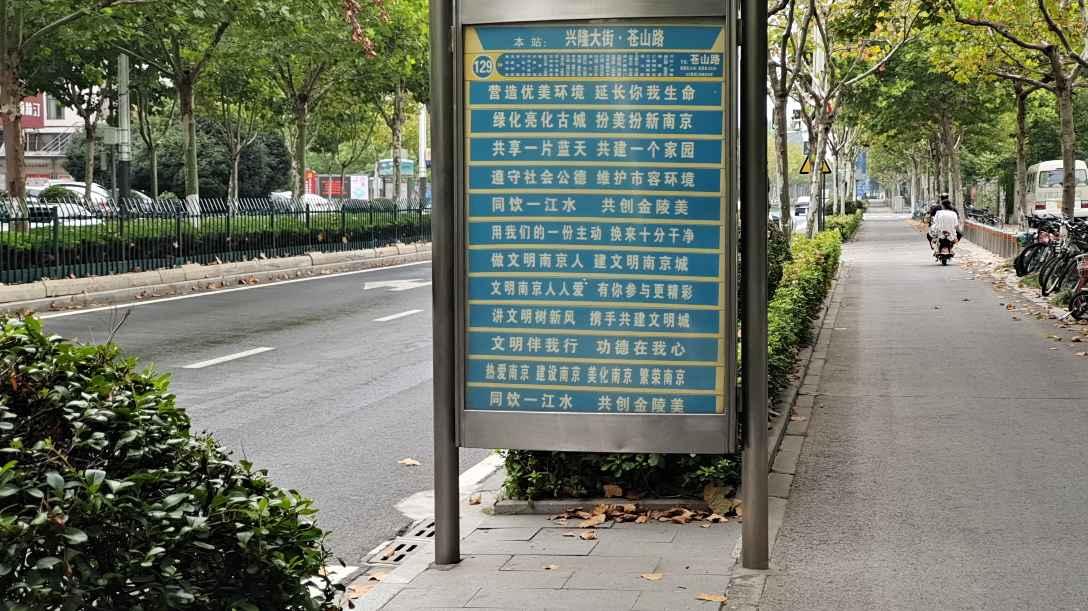 本站: 兴隆大街·苍山路
129
苍山路
营造优美环境 延长你我生命
绿化亮化古城 扮美扮新南京
共享一片蓝天 共建一个家园
遵守社会公德 维护市容环境
同饮一江水 共创金陵美
用我们的一份主动 换来十分干净
做文明南京人 建文明南京城
文明南京人人爱 有你参与更精彩
讲文明树新风 携手共建文明城
文明伴我行 功德在我心
热爱南京 建设南京 美化南京 繁荣南京
同饮一江水 共创金陵美